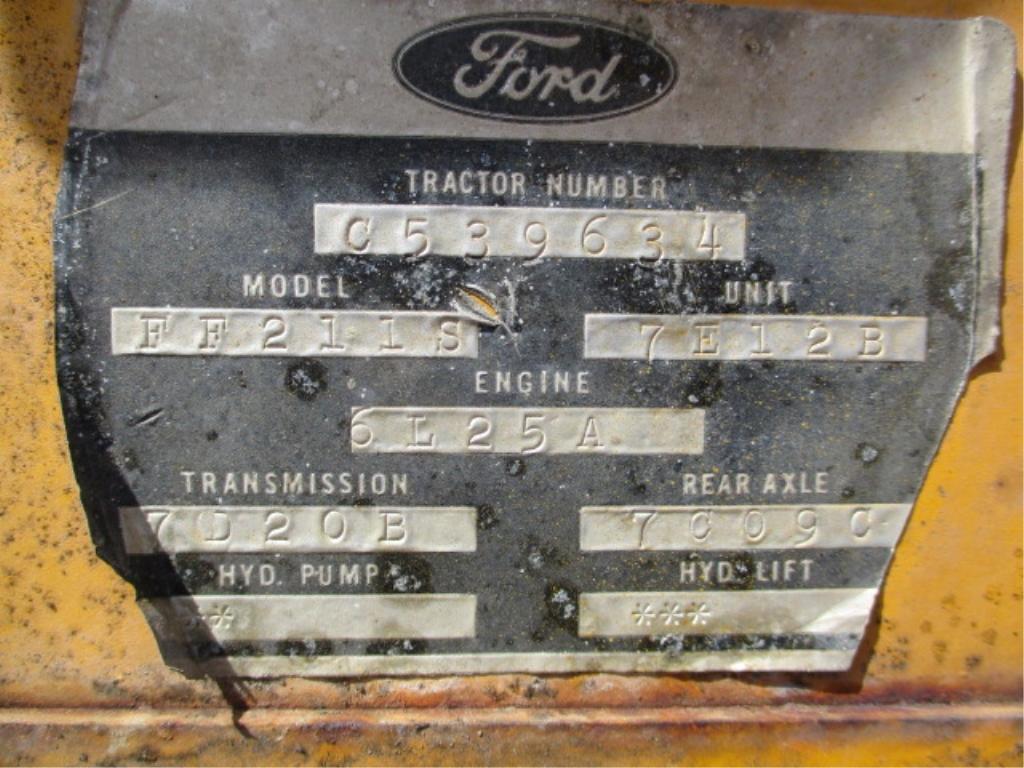 Ford
TRACTOR NUMBER
C539634
MODEL UNIT
FF211S 7E12B
ENGINE
6L25A
TRANSMISSION REAR AXLE
7D20B 7C09C
HYD. PUMP HYD. LIFT
** ***